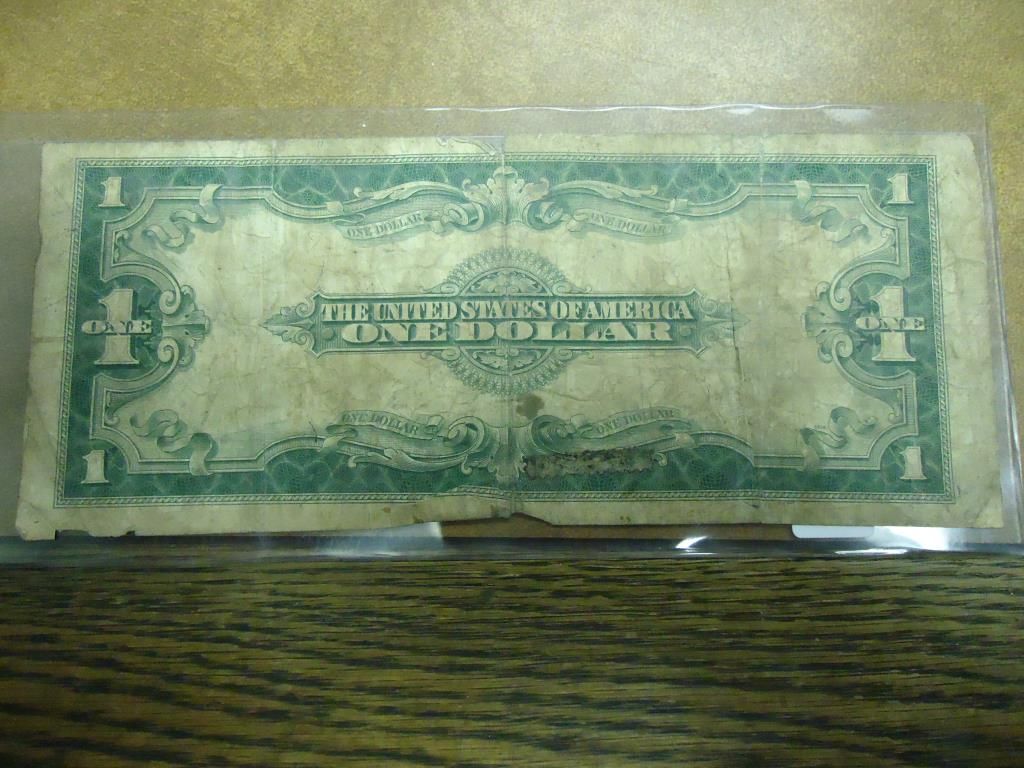 1 1
ONE DOLLAR ONE DOLLAR
THE UNITED STATES OF AMERICA
1 ONE ONE DOLLAR 1 ONE
ONE DOLLAR ONE DOLLAR
1 1